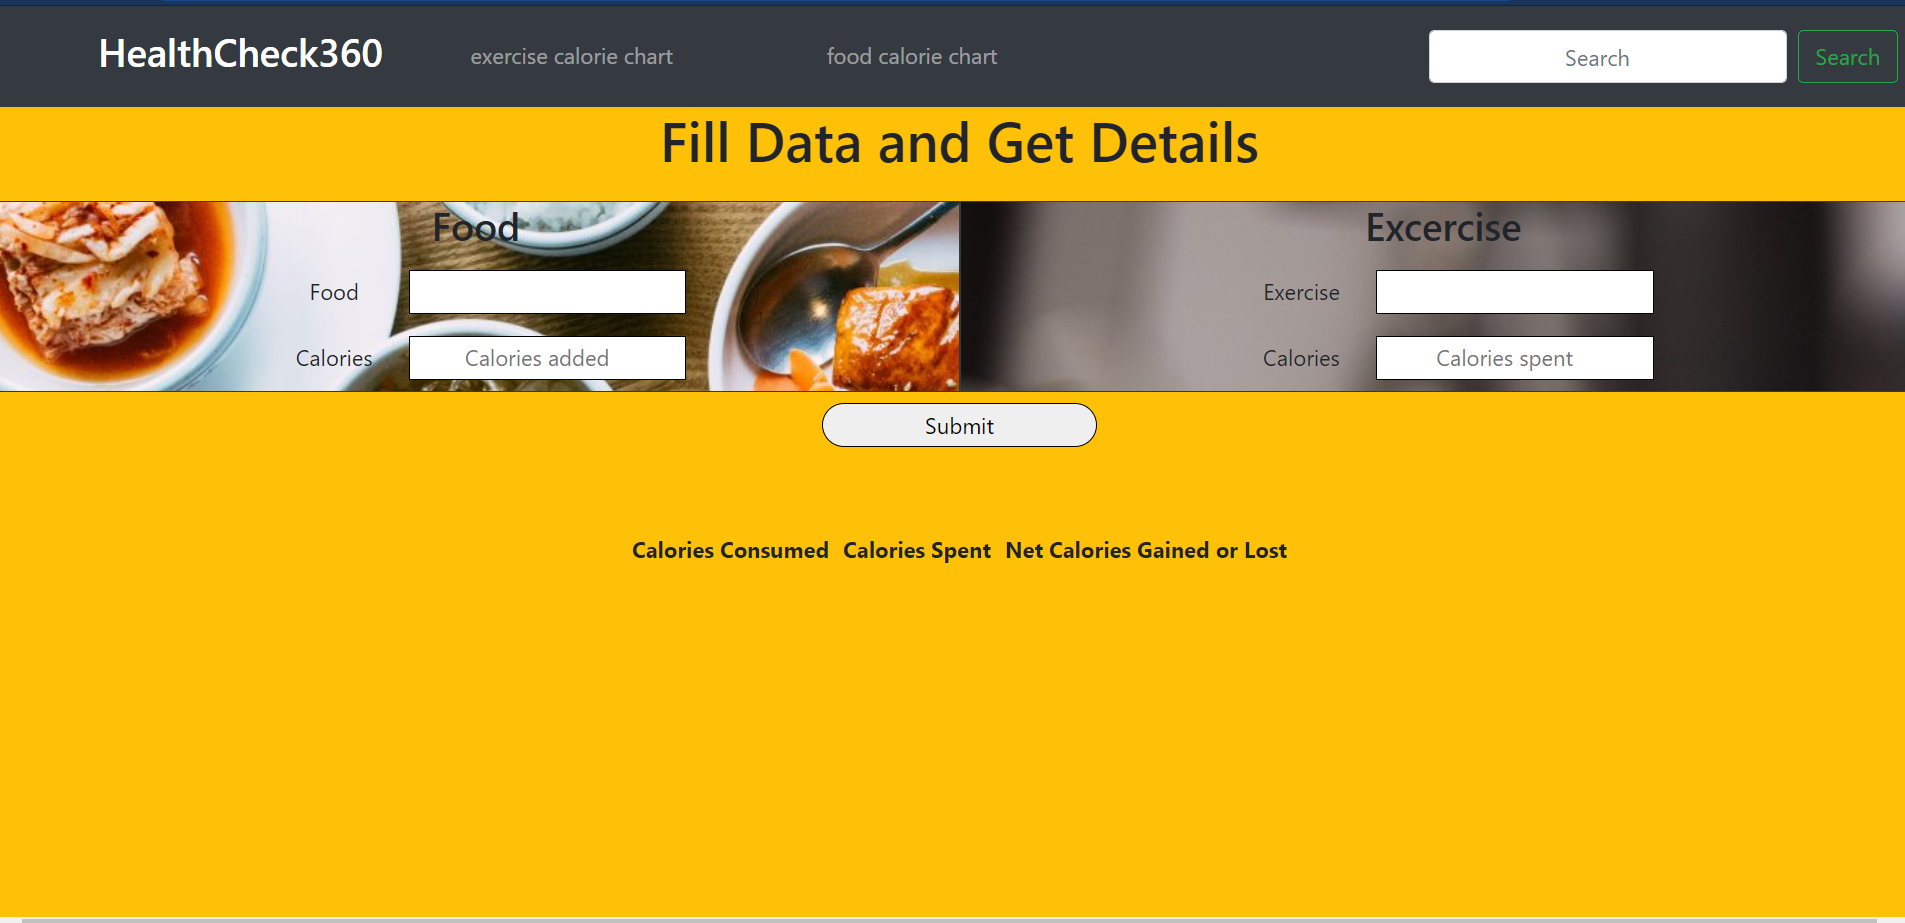 HealthCheck360 exercise calorie chart food calorie chart Search Search
Fill Data and Get Details
Food
Food
Calories Calories added
Excercise
Exercise
Calories Calories spent
Submit
Calories Consumed Calories Spent Net Calories Gained or Lost